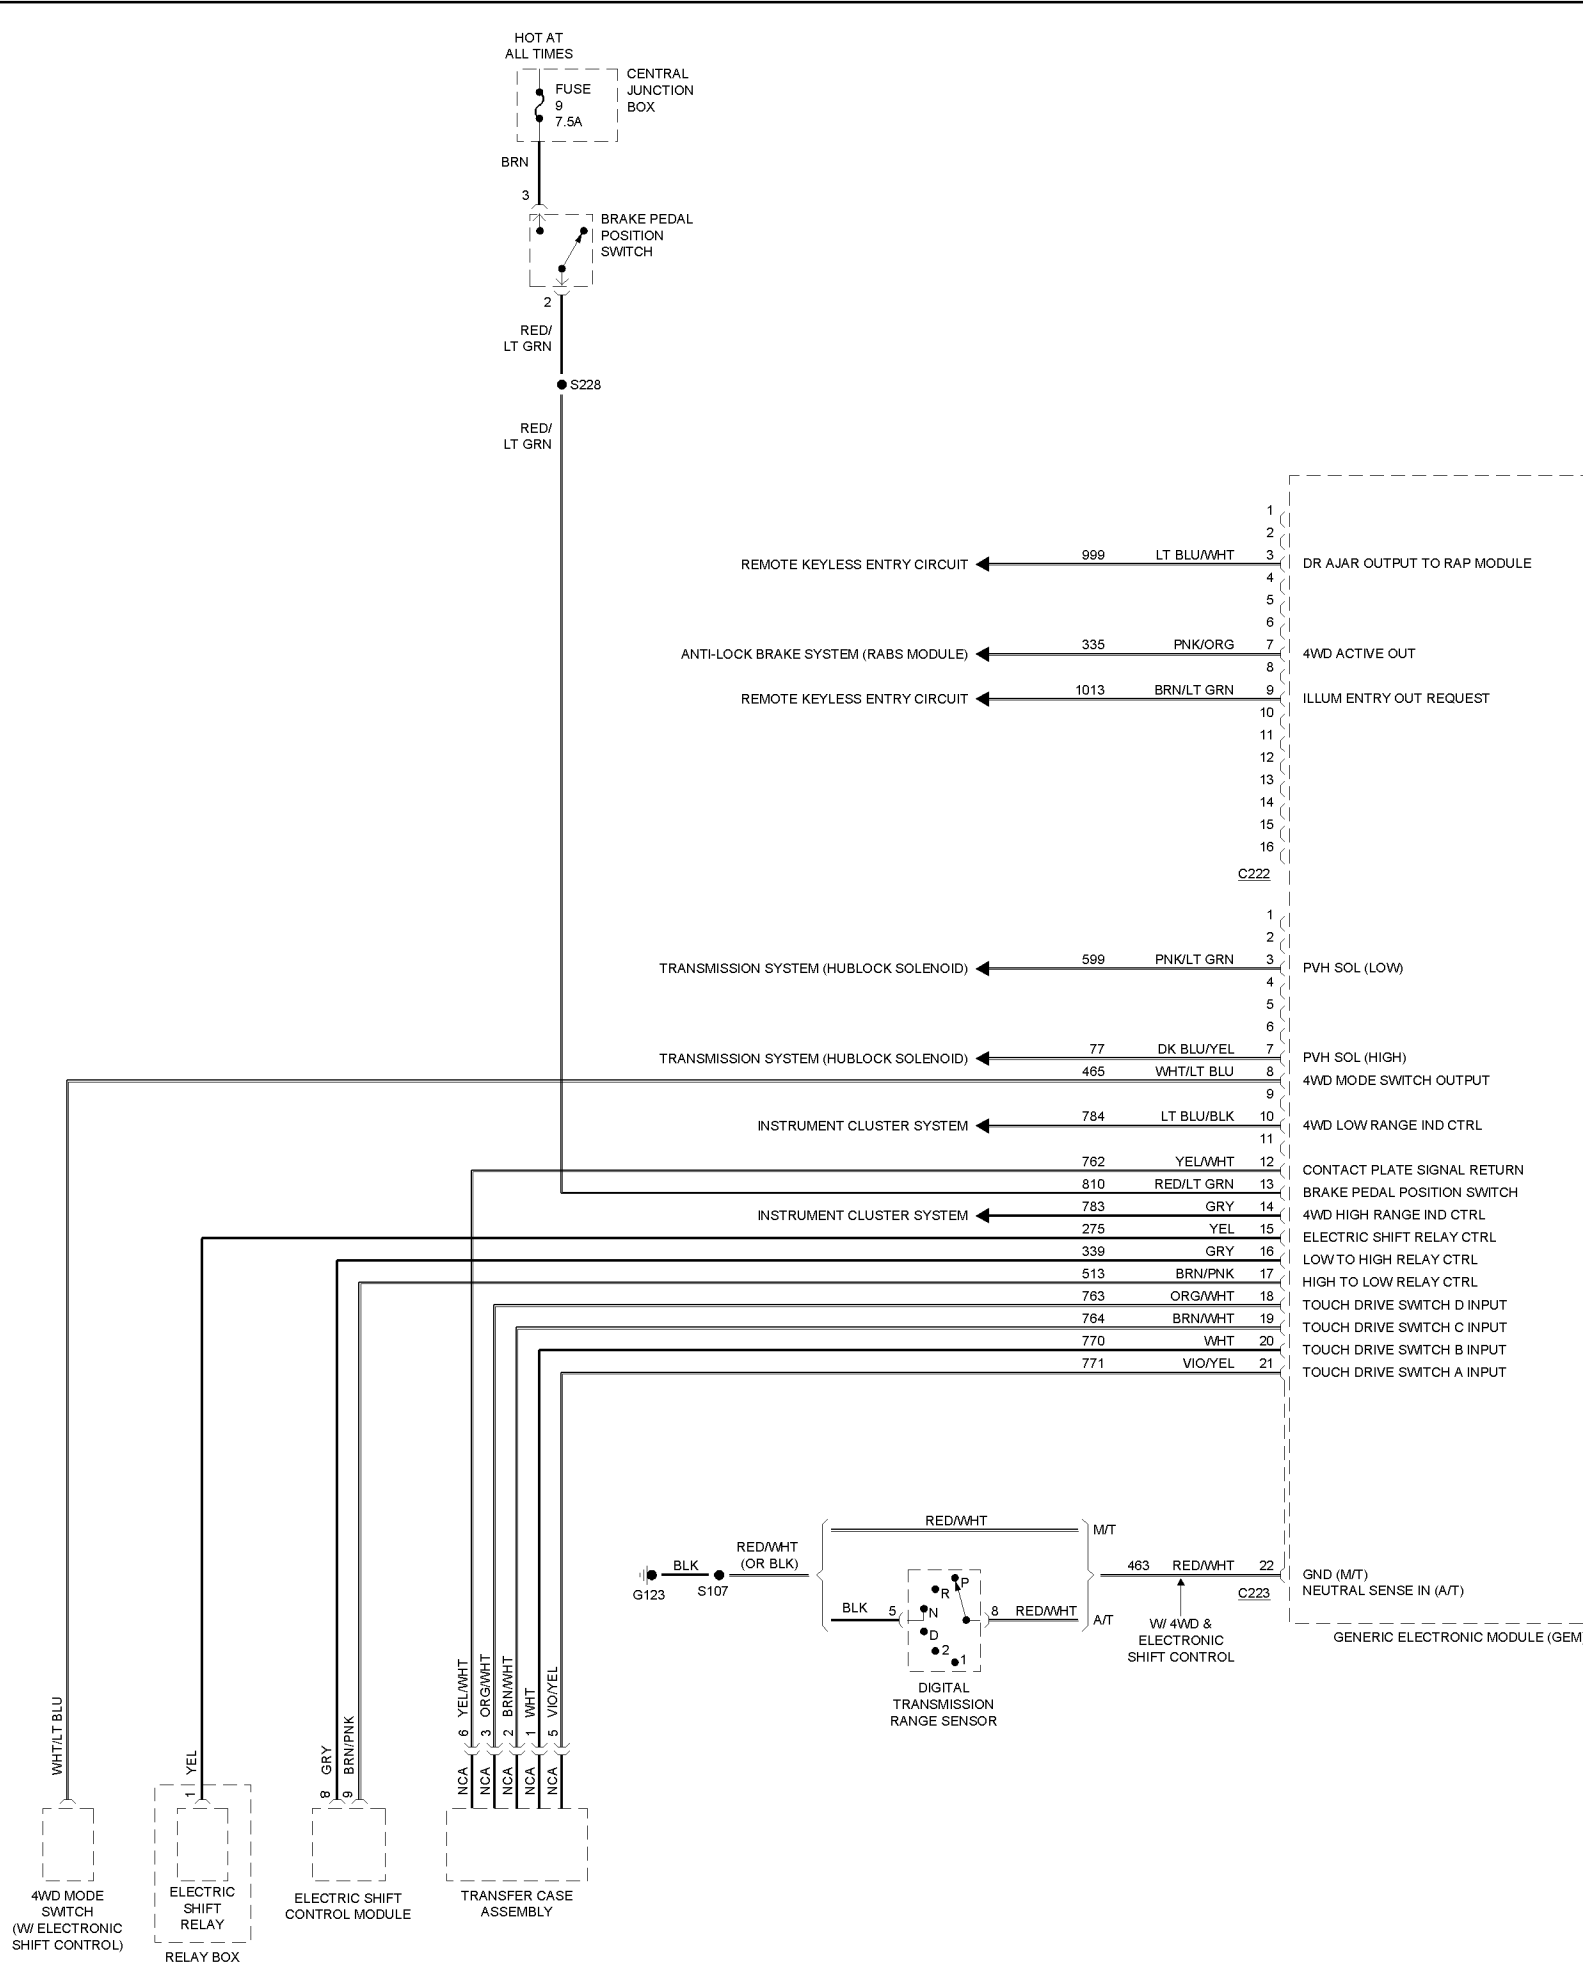 HOT AT
ALL TIMES
FUSE
9
7.5A
CENTRAL
JUNCTION
BOX
BRN
3
BRAKE PEDAL
POSITION
SWITCH
2
RED/
LT GRN
S228
RED/
LT GRN
1
2
REMOTE KEYLESS ENTRY CIRCUIT 999 LT BLU/WHT 3 DR AJAR OUTPUT TO RAP MODULE
4
5
6
ANTI-LOCK BRAKE SYSTEM (RABS MODULE) 335 PNK/ORG 7 4WD ACTIVE OUT
8
REMOTE KEYLESS ENTRY CIRCUIT 1013 BRN/LT GRN 9 ILLUM ENTRY OUT REQUEST
10
11
12
13
14
15
16
C222
1
2
TRANSMISSION SYSTEM (HUBLOCK SOLENOID) 599 PNK/LT GRN 3 PVH SOL (LOW)
4
5
6
TRANSMISSION SYSTEM (HUBLOCK SOLENOID) 77 DK BLU/YEL 7 PVH SOL (HIGH)
465 WHT/LT BLU 8 4WD MODE SWITCH OUTPUT
9
INSTRUMENT CLUSTER SYSTEM 784 LT BLU/BLK 10 4WD LOW RANGE IND CTRL
11
762 YEL/WHT 12 CONTACT PLATE SIGNAL RETURN
810 RED/LT GRN 13 BRAKE PEDAL POSITION SWITCH
INSTRUMENT CLUSTER SYSTEM 783 GRY 14 4WD HIGH RANGE IND CTRL
275 YEL 15 ELECTRIC SHIFT RELAY CTRL
339 GRY 16 LOW TO HIGH RELAY CTRL
513 BRN/PNK 17 HIGH TO LOW RELAY CTRL
763 ORG/WHT 18 TOUCH DRIVE SWITCH D INPUT
764 BRN/WHT 19 TOUCH DRIVE SWITCH C INPUT
770 WHT 20 TOUCH DRIVE SWITCH B INPUT
771 VIO/YEL 21 TOUCH DRIVE SWITCH A INPUT
RED/WHT
M/T
G123
BLK
S107
RED/WHT
(OR BLK)
463 RED/WHT 22 GND (M/T)
C223 NEUTRAL SENSE IN (A/T)
BLK 5
P
R
N
D
2
1
8 RED/WHT
A/T
W/ 4WD &
ELECTRONIC
SHIFT CONTROL
GENERIC ELECTRONIC MODULE (GEM)
DIGITAL
TRANSMISSION
RANGE SENSOR
WHT/LT BLU
1 YEL
8 GRY
9 BRN/PNK
NCA 6 YEL/WHT
NCA 3 ORG/WHT
NCA 2 BRN/WHT
NCA 1 WHT
NCA 5 VIO/YEL
4WD MODE
SWITCH
(W/ ELECTRONIC
SHIFT CONTROL)
ELECTRIC
SHIFT
RELAY
RELAY BOX
ELECTRIC SHIFT
CONTROL MODULE
TRANSFER CASE
ASSEMBLY